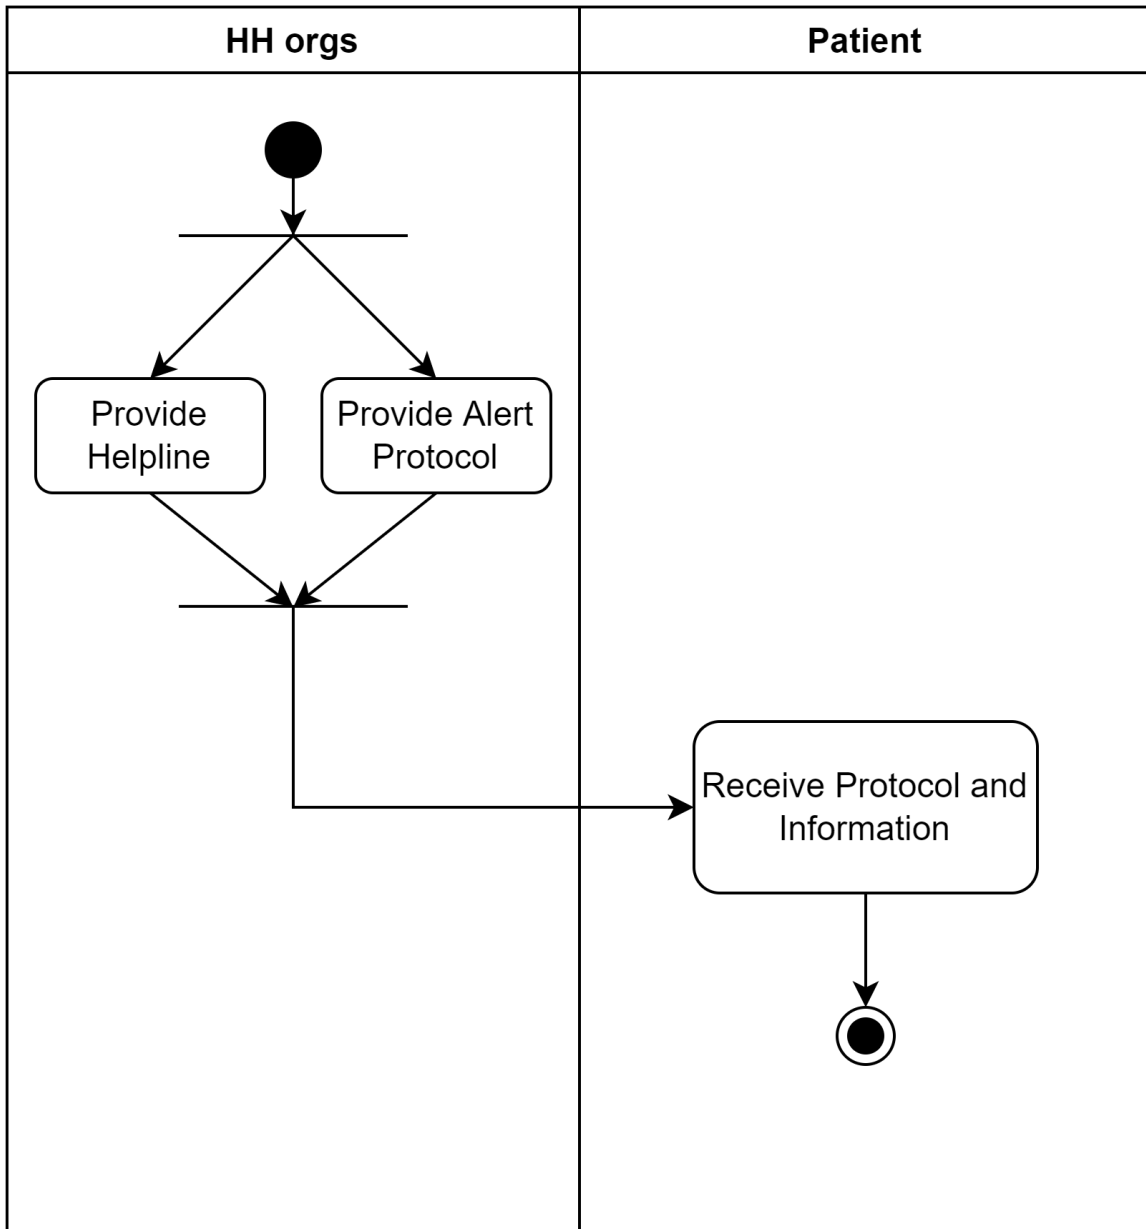 HH orgs
Patient
Provide
Helpline
Provide Alert
Protocol
Receive Protocol and
Information